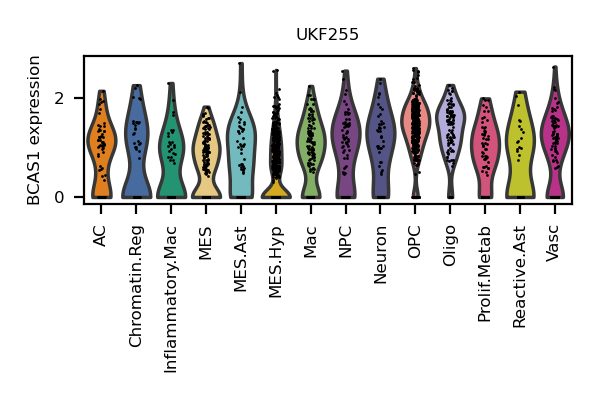 UKF255
BCAS1 expression
2
0
AC
Chromatin.Reg
Inflammatory.Mac
MES
MES.Ast
MES.Hyp
Mac
NPC
Neuron
OPC
Oligo
Prolif.Metab
Reactive.Ast
Vasc